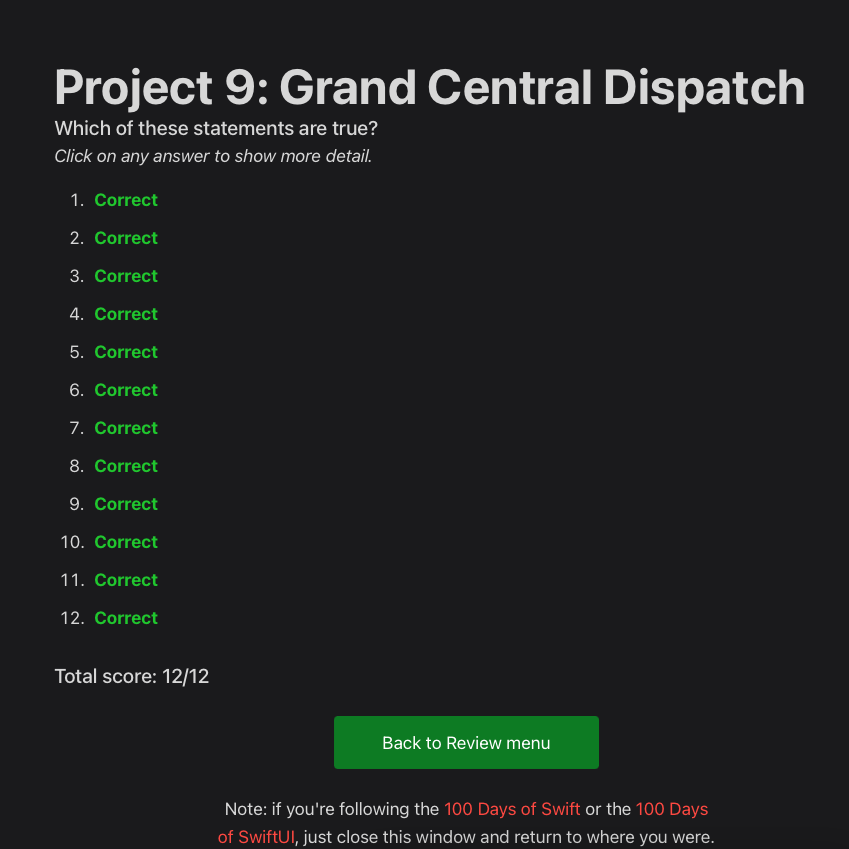 Project 9: Grand Central Dispatch
Which of these statements are true?
Click on any answer to show more detail.
1. Correct
2. Correct
3. Correct
4. Correct
5. Correct
6. Correct
7. Correct
8. Correct
9. Correct
10. Correct
11. Correct
12. Correct
Total score: 12/12
Back to Review menu
Note: if you're following the 100 Days of Swift or the 100 Days
of SwiftUI, just close this window and return to where you were.